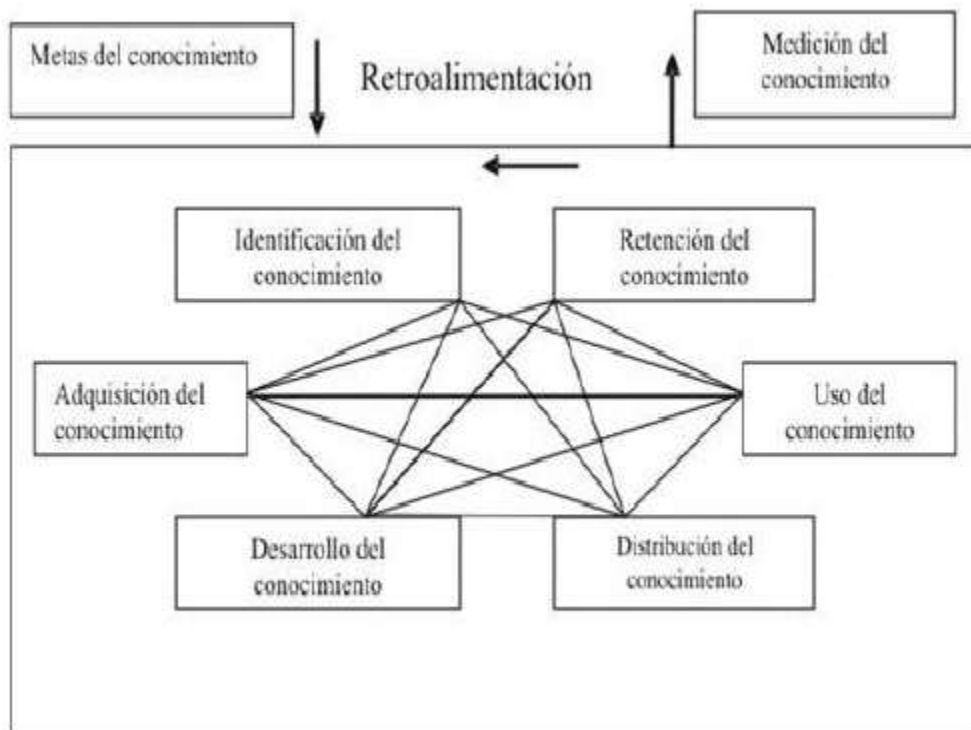 Metas del conocimiento
Retroalimentación
Medición del
conocimiento
Identificación del
conocimiento
Retención del
conocimiento
Adquisición del
conocimiento
Uso del
conocimiento
Desarrollo del
conocimiento
Distribución del
conocimiento